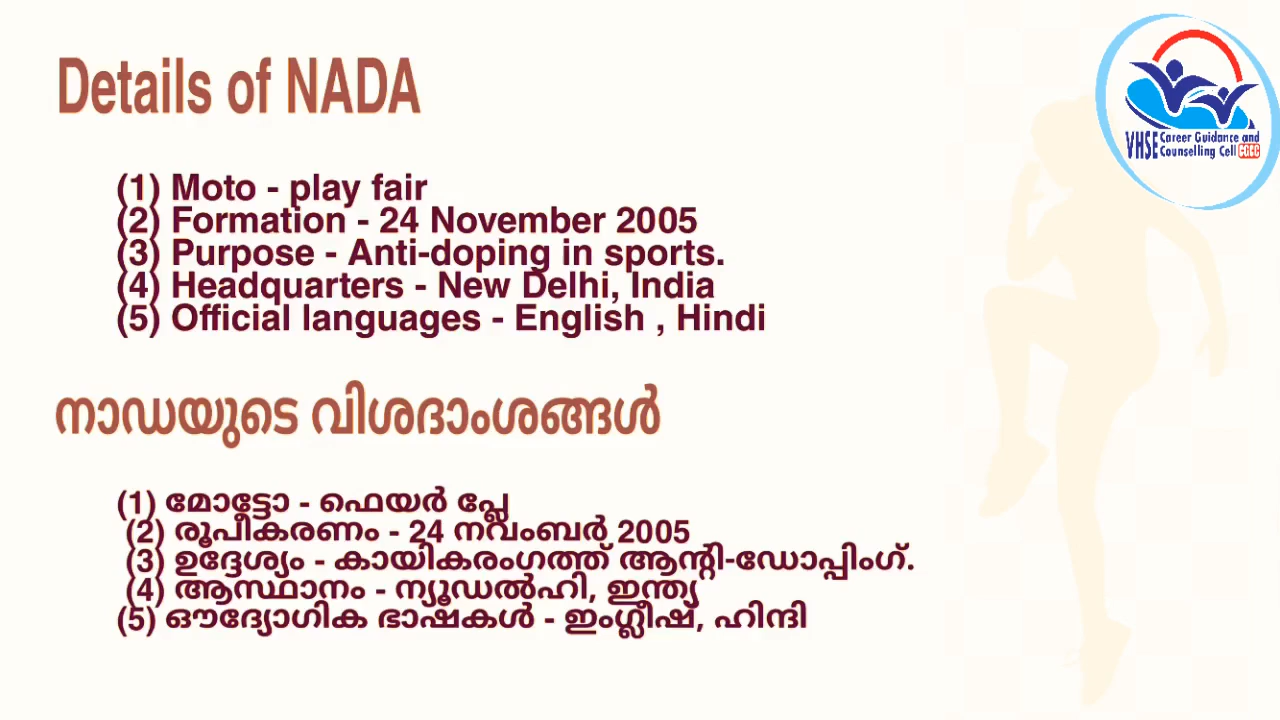 Details of NADA
VHSE Career Guidance and
Counselling Cell CGCC
(1) Moto - play fair
(2) Formation - 24 November 2005
(3) Purpose - Anti-doping in sports.
(4) Headquarters - New Delhi, India
(5) Official languages - English , Hindi
നാഡയുടെ വിശദാംശങ്ങൾ
(1) മോട്ടോ - ഫെയർ പ്ലേ
(2) രൂപീകരണം - 24 നവംബർ 2005
(3) ഉദ്ദേശ്യം - കായികരംഗത്ത് ആന്റി-ഡോപ്പിംഗ്.
(4) ആസ്ഥാനം - ന്യൂഡൽഹി, ഇന്ത്യ
(5) ഔദ്യോഗിക ഭാഷകൾ - ഇംഗ്ലീഷ്, ഹിന്ദി